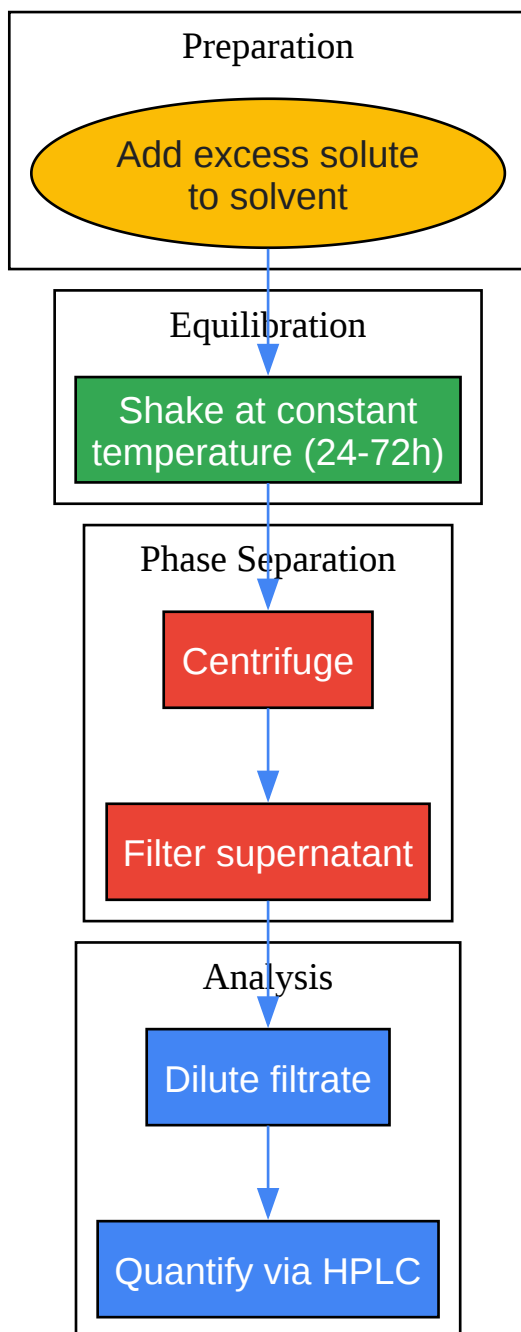 Preparation
Add excess solute
to solvent
Equilibration
Shake at constant
temperature (24-72h)
Phase Separation
Centrifuge
Filter supernatant
Analysis
Dilute filtrate
Quantify via HPLC